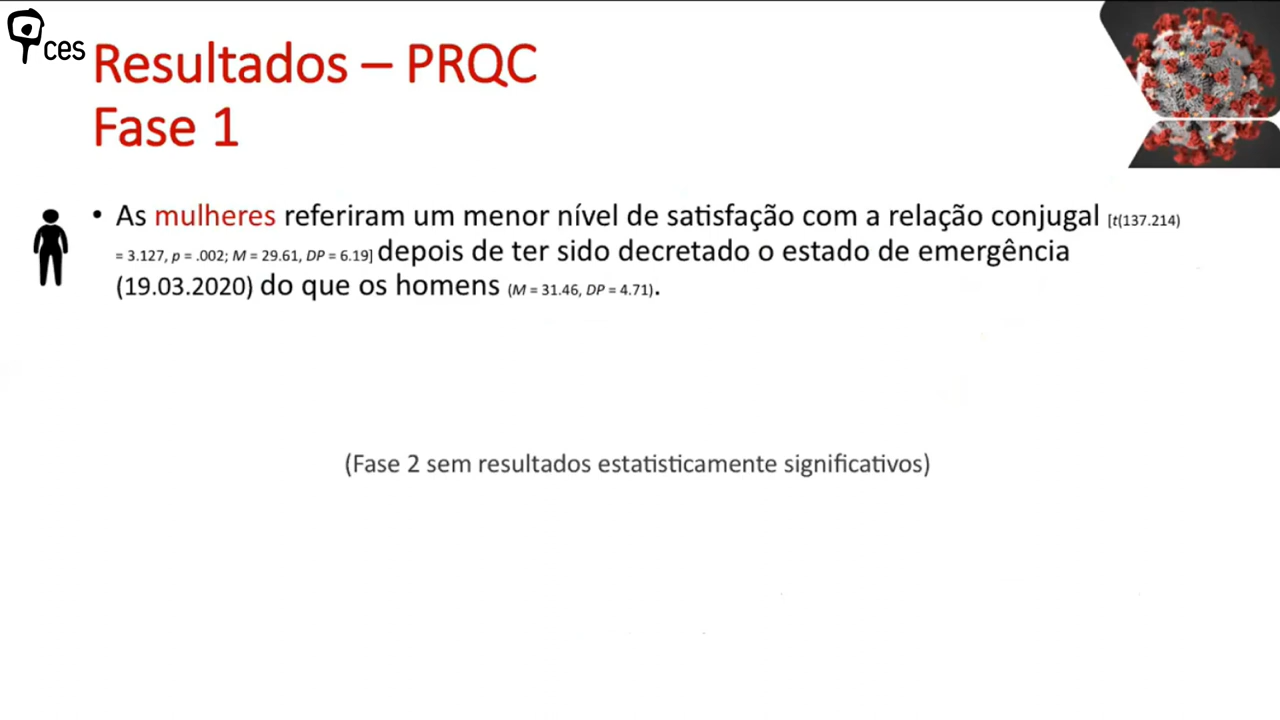 ces
Resultados – PRQC
Fase 1
• As mulheres referiram um menor nível de satisfação com a relação conjugal [t(137.214)
= 3.127, p = .002; M = 29.61, DP = 6.19] depois de ter sido decretado o estado de emergência
(19.03.2020) do que os homens (M = 31.46, DP = 4.71).
(Fase 2 sem resultados estatisticamente significativos)